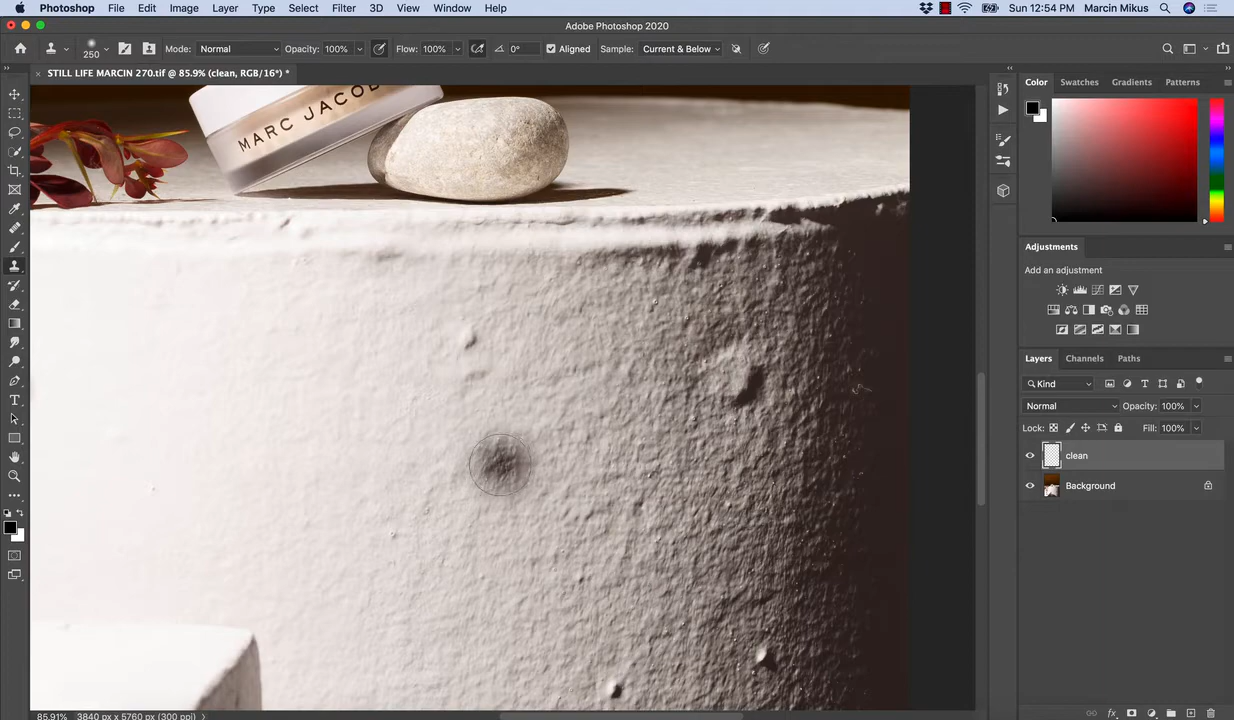 Photoshop File Edit Image Layer Type Select Filter 3D View Window Help Sun 12:54 PM Marcin Mikus
Adobe Photoshop 2020
250 Mode: Normal Opacity: 100% Flow: 100% 0° Aligned Sample: Current & Below
STILL LIFE MARCIN 270.tif @ 85.9% (clean, RGB/16*) *
Color Swatches Gradients Patterns
MARC JACOB
Adjustments
Add an adjustment
Layers Channels Paths
Kind
Normal Opacity: 100%
Lock: Fill: 100%
clean
Background
85.91% 3840 px x 5760 px (300 ppi)